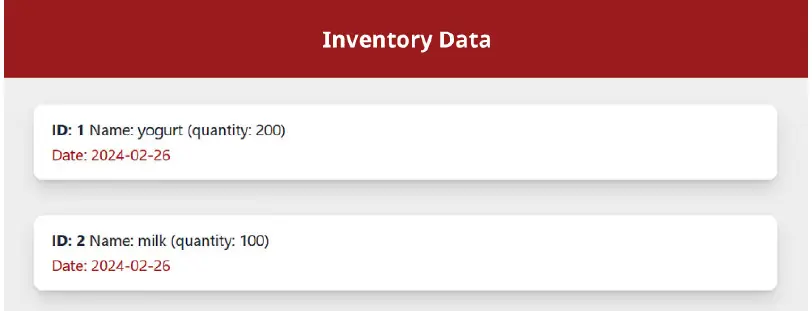 Inventory Data
ID: 1 Name: yogurt (quantity: 200)
Date: 2024-02-26
ID: 2 Name: milk (quantity: 100)
Date: 2024-02-26